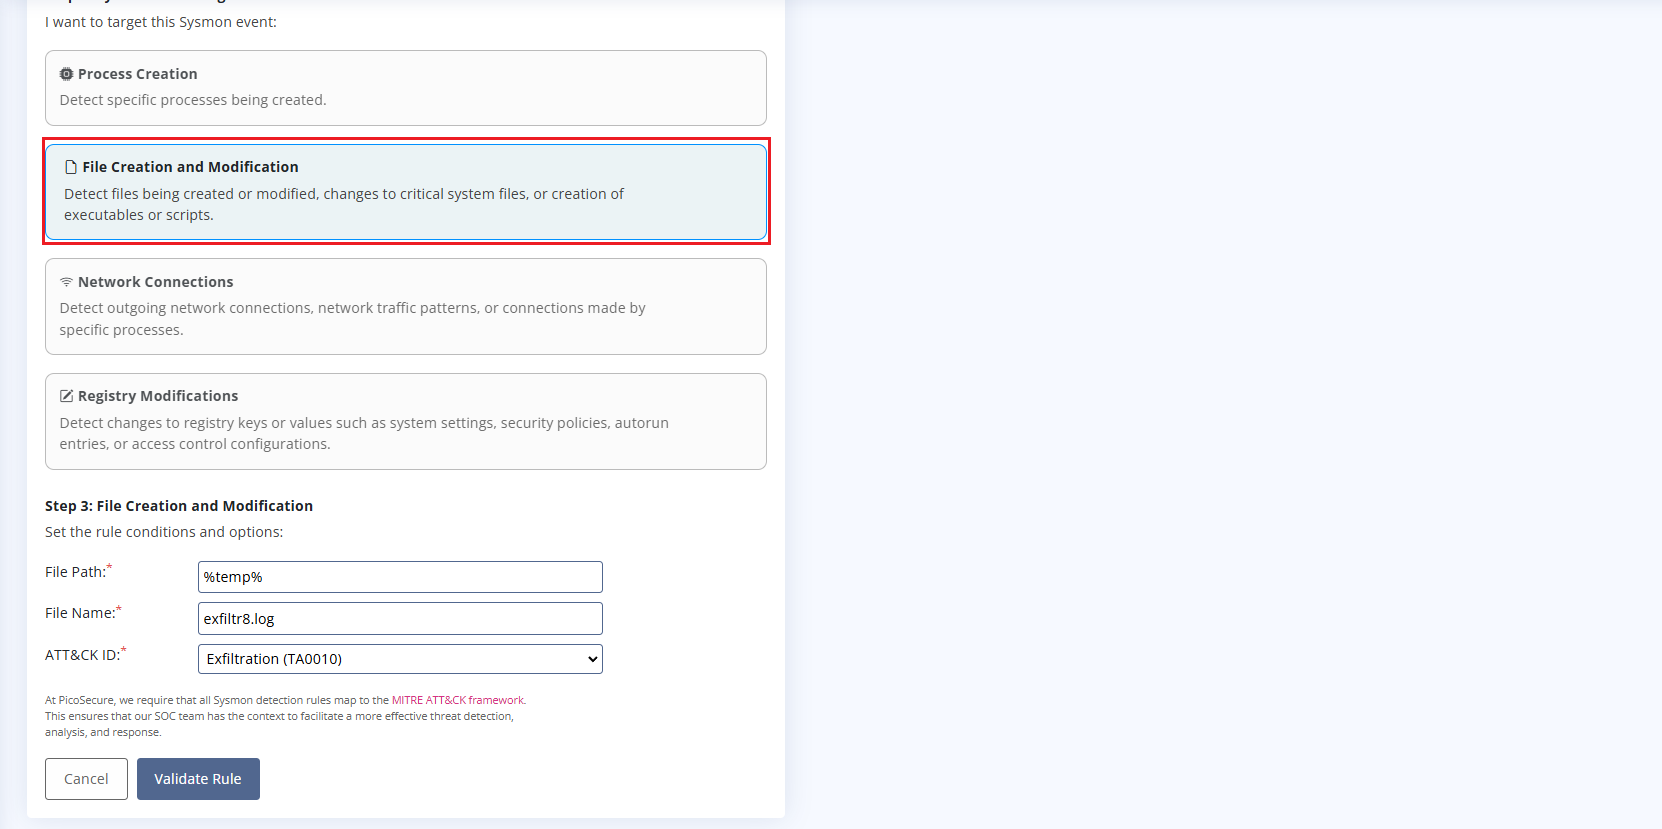 I want to target this Sysmon event:
Process Creation
Detect specific processes being created.
File Creation and Modification
Detect files being created or modified, changes to critical system files, or creation of
executables or scripts.
Network Connections
Detect outgoing network connections, network traffic patterns, or connections made by
specific processes.
Registry Modifications
Detect changes to registry keys or values such as system settings, security policies, autorun
entries, or access control configurations.
Step 3: File Creation and Modification
Set the rule conditions and options:
File Path:* %temp%
File Name:* exfiltr8.log
ATT&CK ID:* Exfiltration (TA0010)
At PicoSecure, we require that all Sysmon detection rules map to the MITRE ATT&CK framework.
This ensures that our SOC team has the context to facilitate a more effective threat detection,
analysis, and response.
Cancel Validate Rule